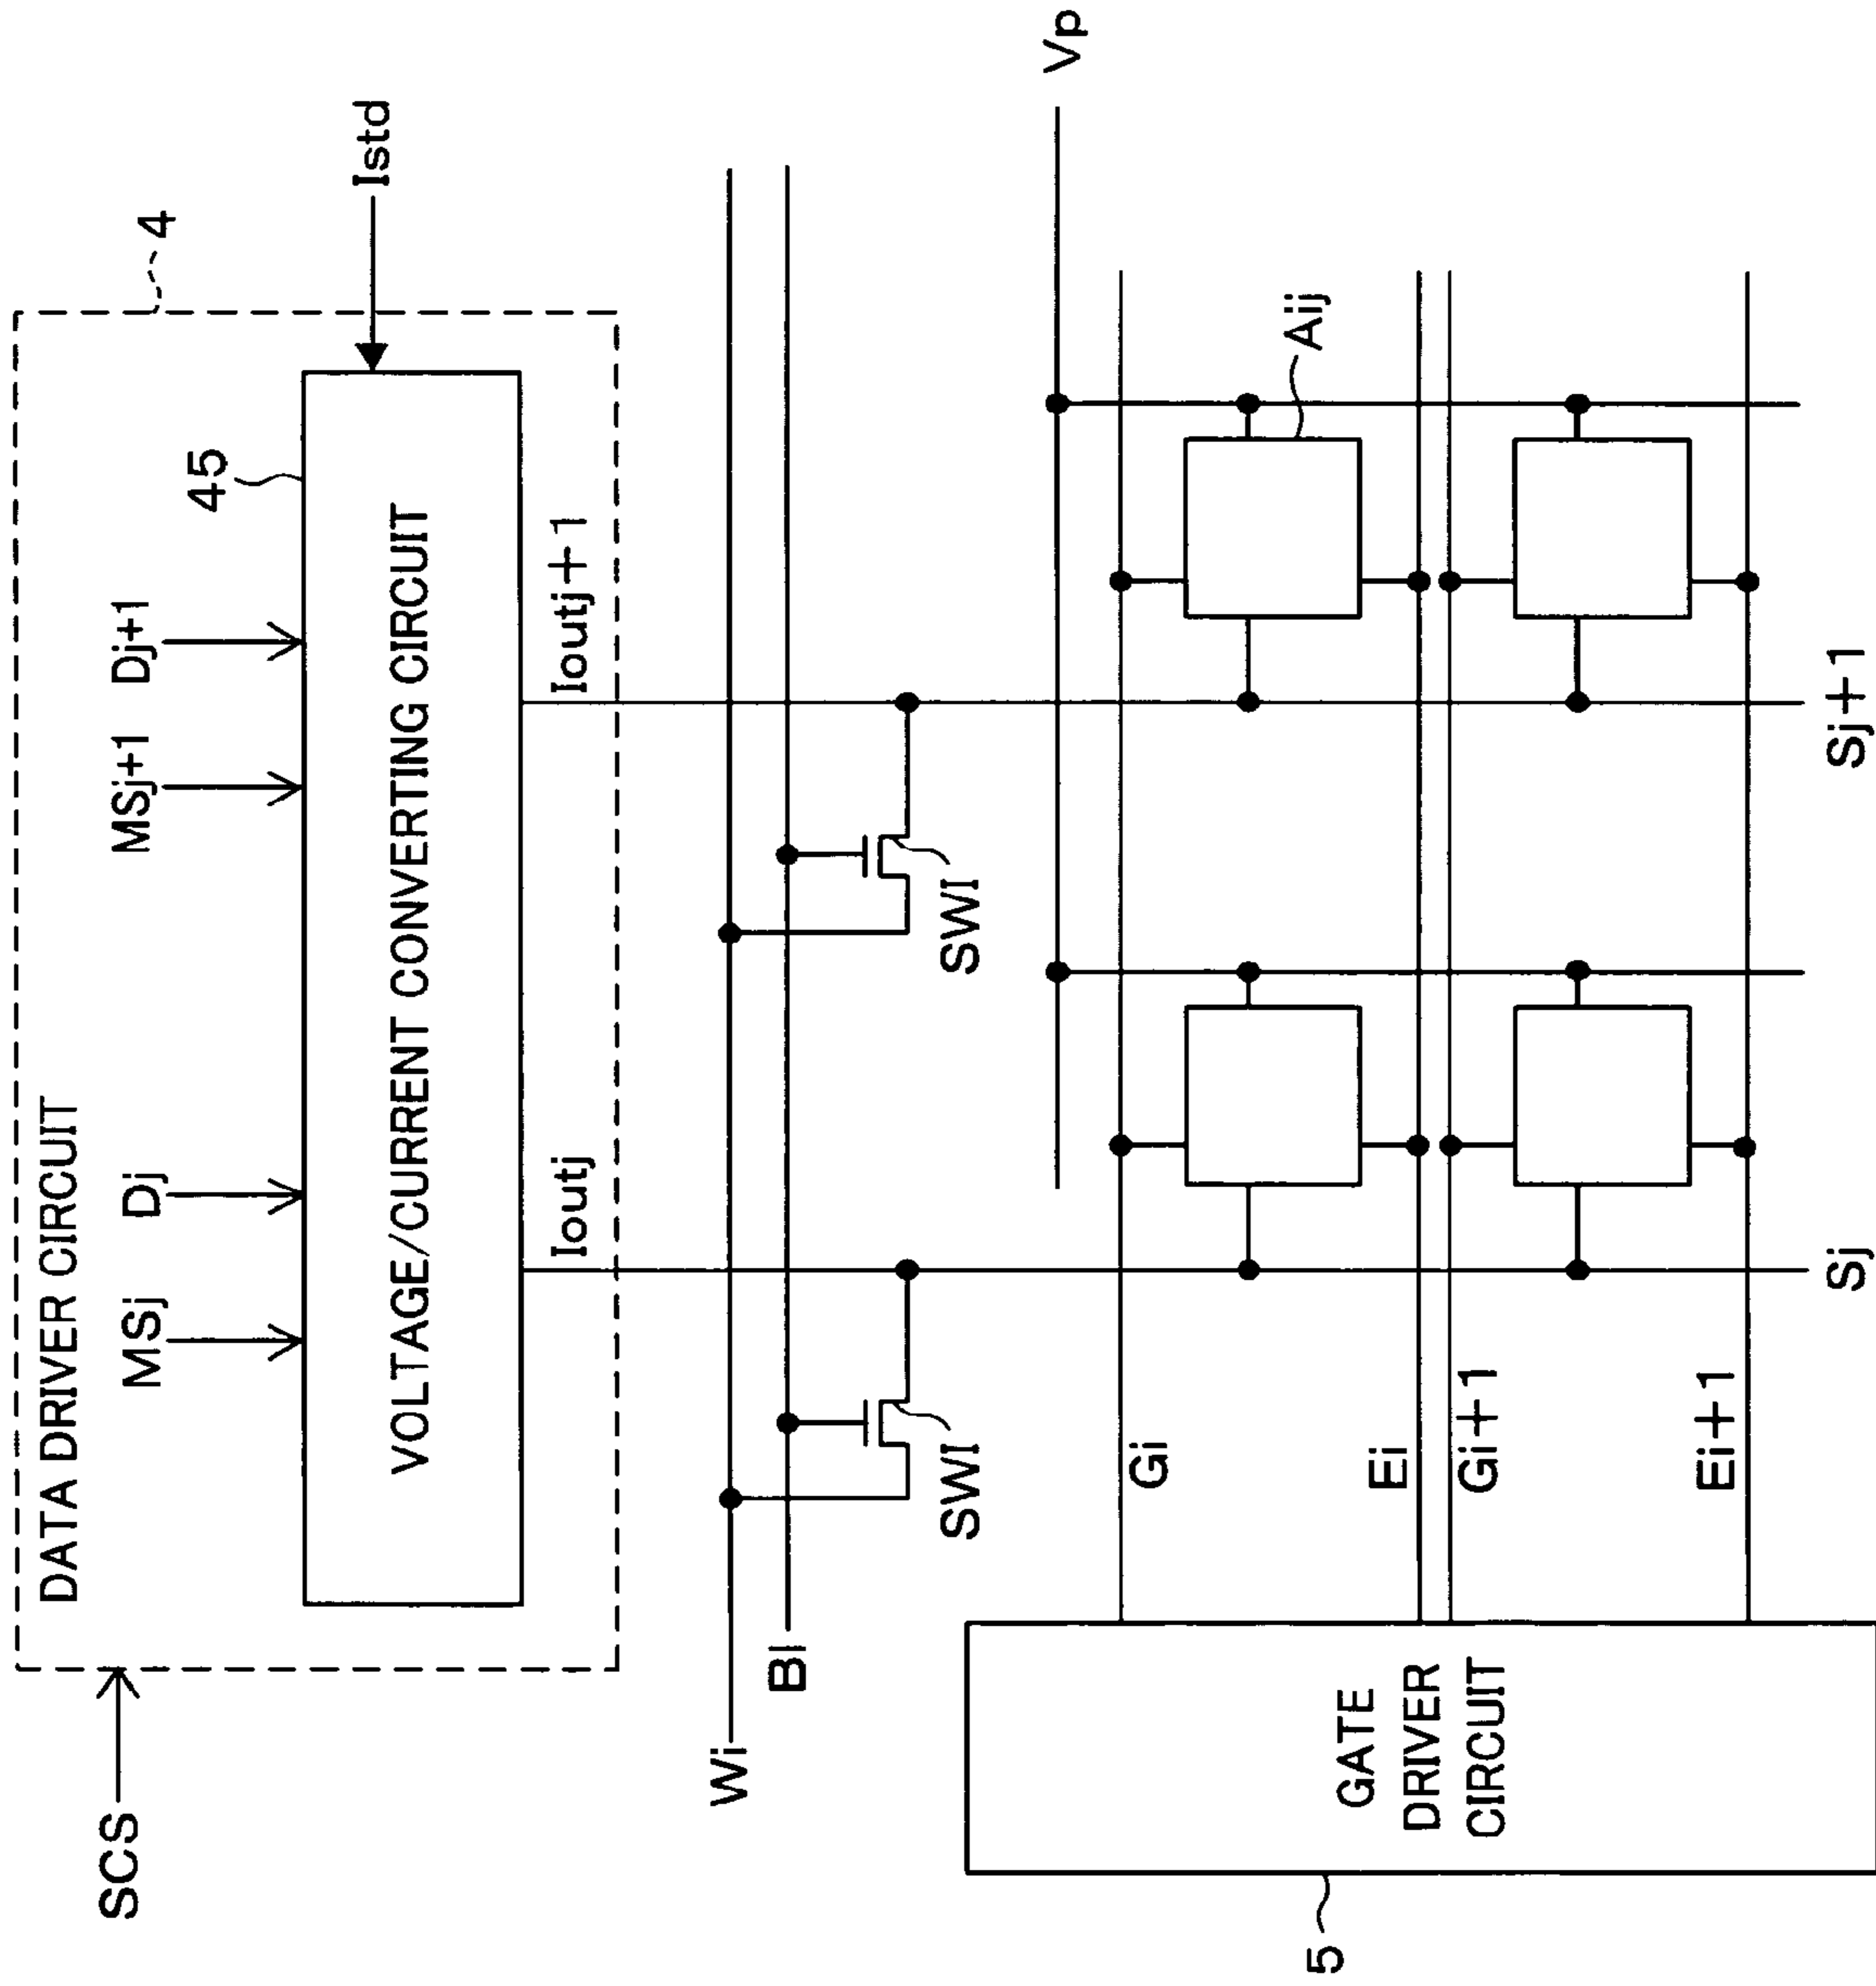 SCS
DATA DRIVER CIRCUIT
4
MSj
Dj
MSj+1
Dj+1
45
VOLTAGE/CURRENT CONVERTING CIRCUIT
Istd
Ioutj
Ioutj+1
Wi
BI
SWI
SWI
Vp
5
GATE
DRIVER
CIRCUIT
Gi
Aij
Ei
Gi+1
Ei+1
Sj
Sj+1